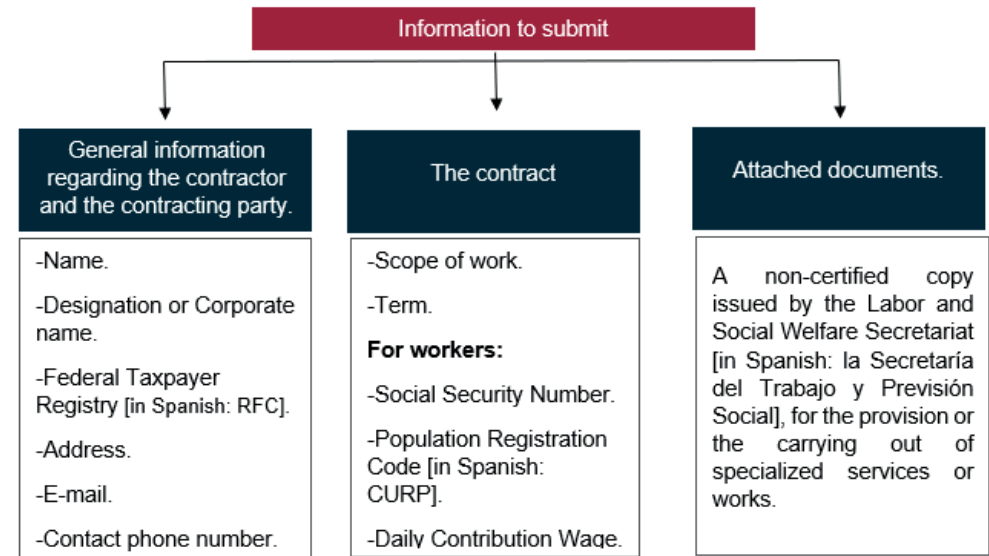 Information to submit
General information
regarding the contractor
and the contracting party.
-Name.
-Designation or Corporate
name.
-Federal Taxpayer
Registry [in Spanish: RFC].
-Address.
-E-mail.
-Contact phone number.
The contract
-Scope of work.
-Term.
For workers:
-Social Security Number.
-Population Registration
Code [in Spanish:
CURP].
-Daily Contribution Wage.
Attached documents.
A non-certified copy
issued by the Labor and
Social Welfare Secretariat
[in Spanish: la Secretaría
del Trabajo y Previsión
Social], for the provision or
the carrying out of
specialized services or
works.